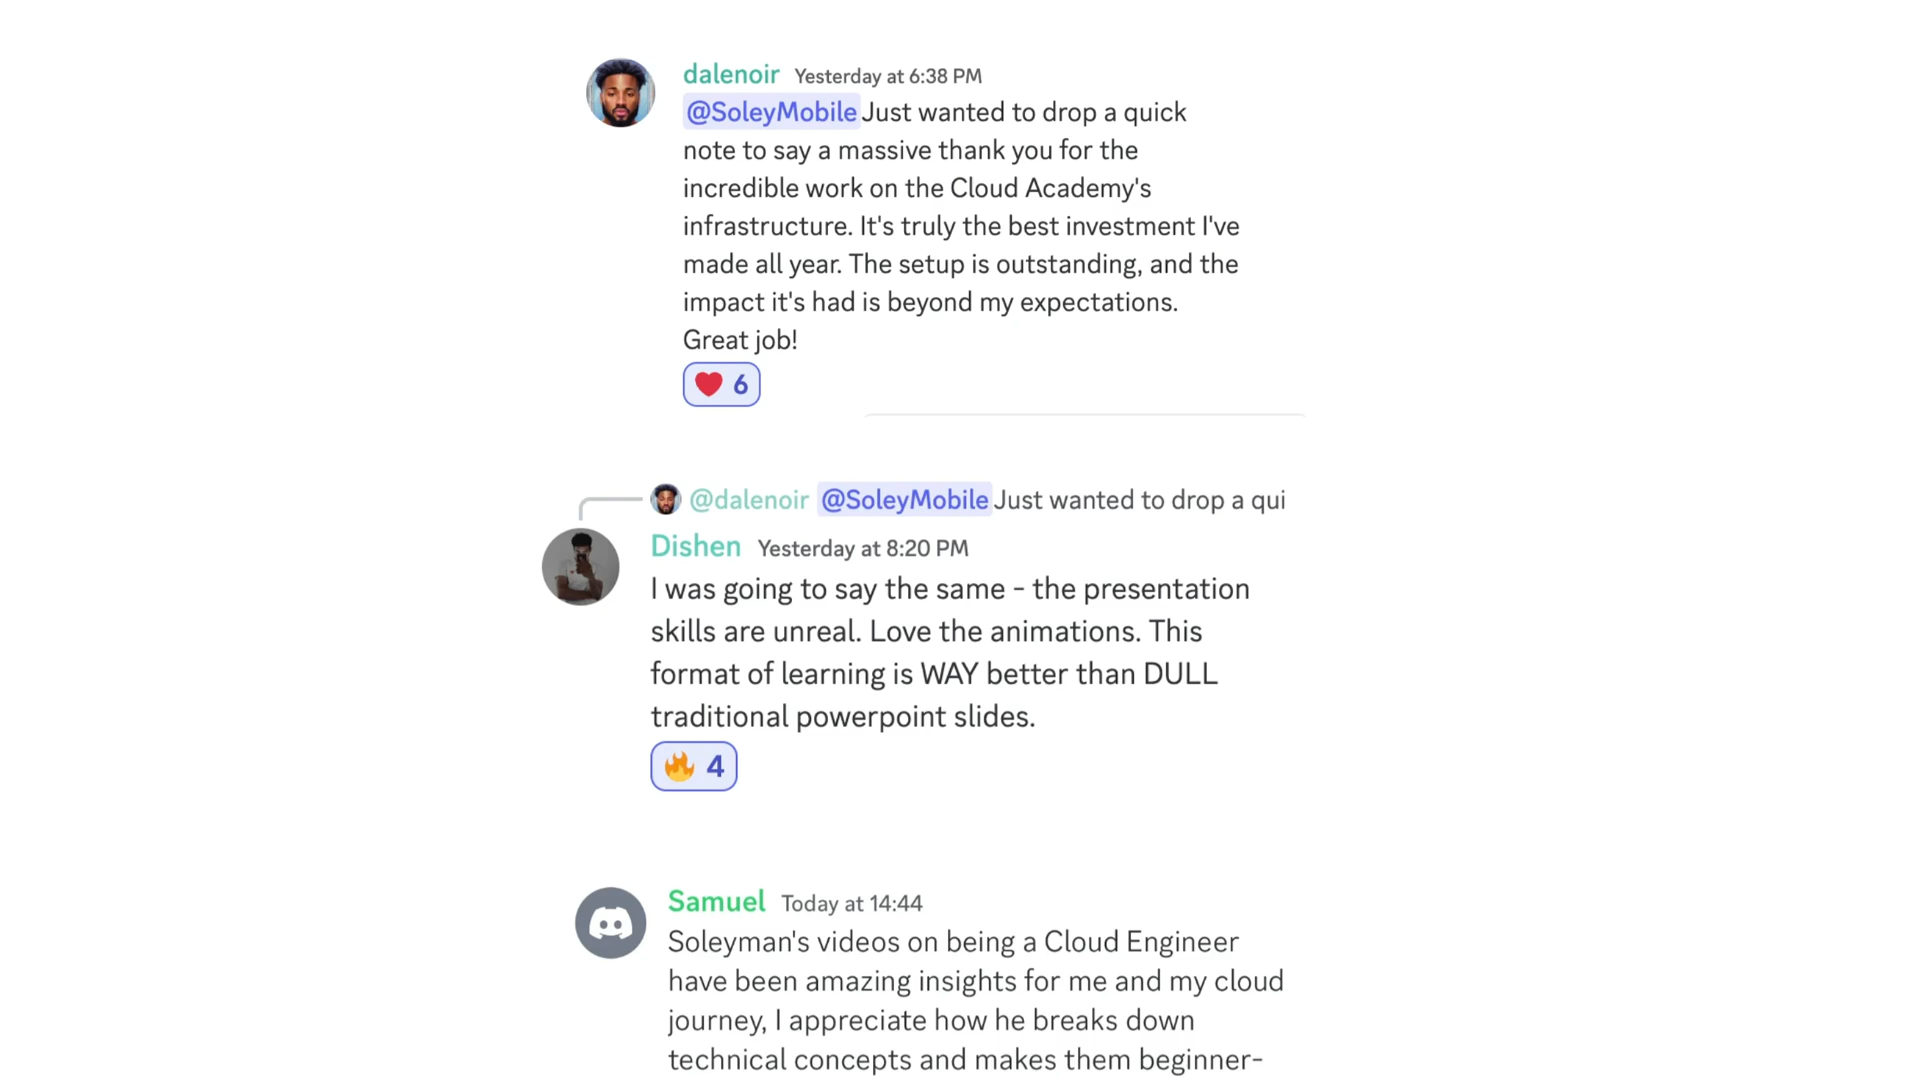 dalenoir Yesterday at 6:38 PM
@SoleyMobile Just wanted to drop a quick
note to say a massive thank you for the
incredible work on the Cloud Academy's
infrastructure. It's truly the best investment I've
made all year. The setup is outstanding, and the
impact it's had is beyond my expectations.
Great job!
❤️ 6
@dalenoir @SoleyMobile Just wanted to drop a qui
Dishen Yesterday at 8:20 PM
I was going to say the same - the presentation
skills are unreal. Love the animations. This
format of learning is WAY better than DULL
traditional powerpoint slides.
🔥 4
Samuel Today at 14:44
Soleyman's videos on being a Cloud Engineer
have been amazing insights for me and my cloud
journey, I appreciate how he breaks down
technical concepts and makes them beginner-